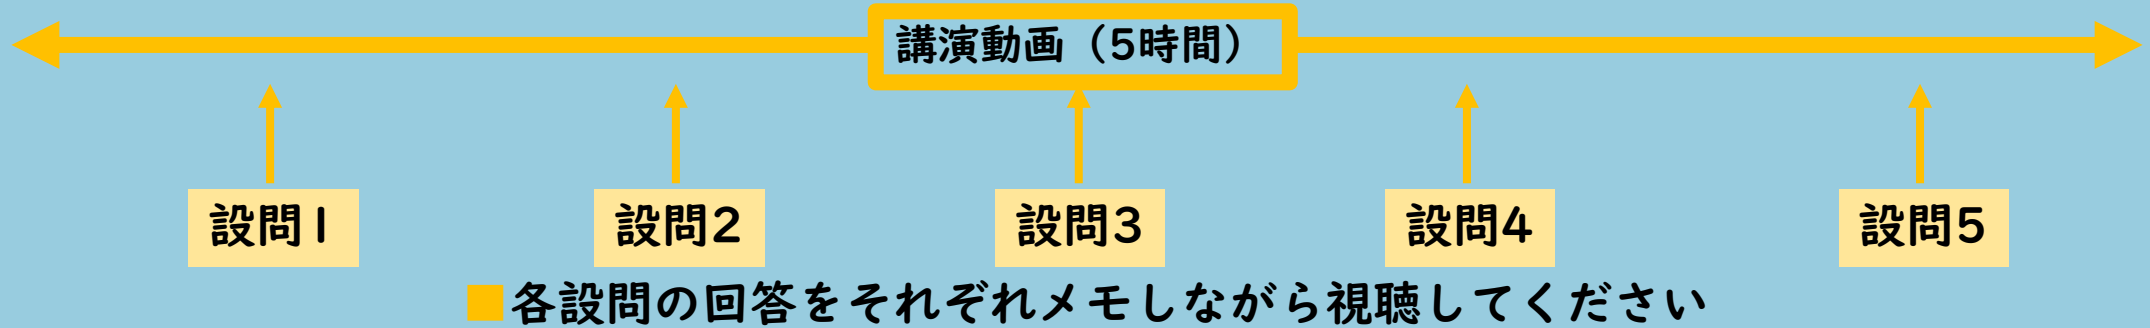 講演動画（5時間）
設問1
設問2
設問3
設問4
設問5
■各設問の回答をそれぞれメモしながら視聴してください